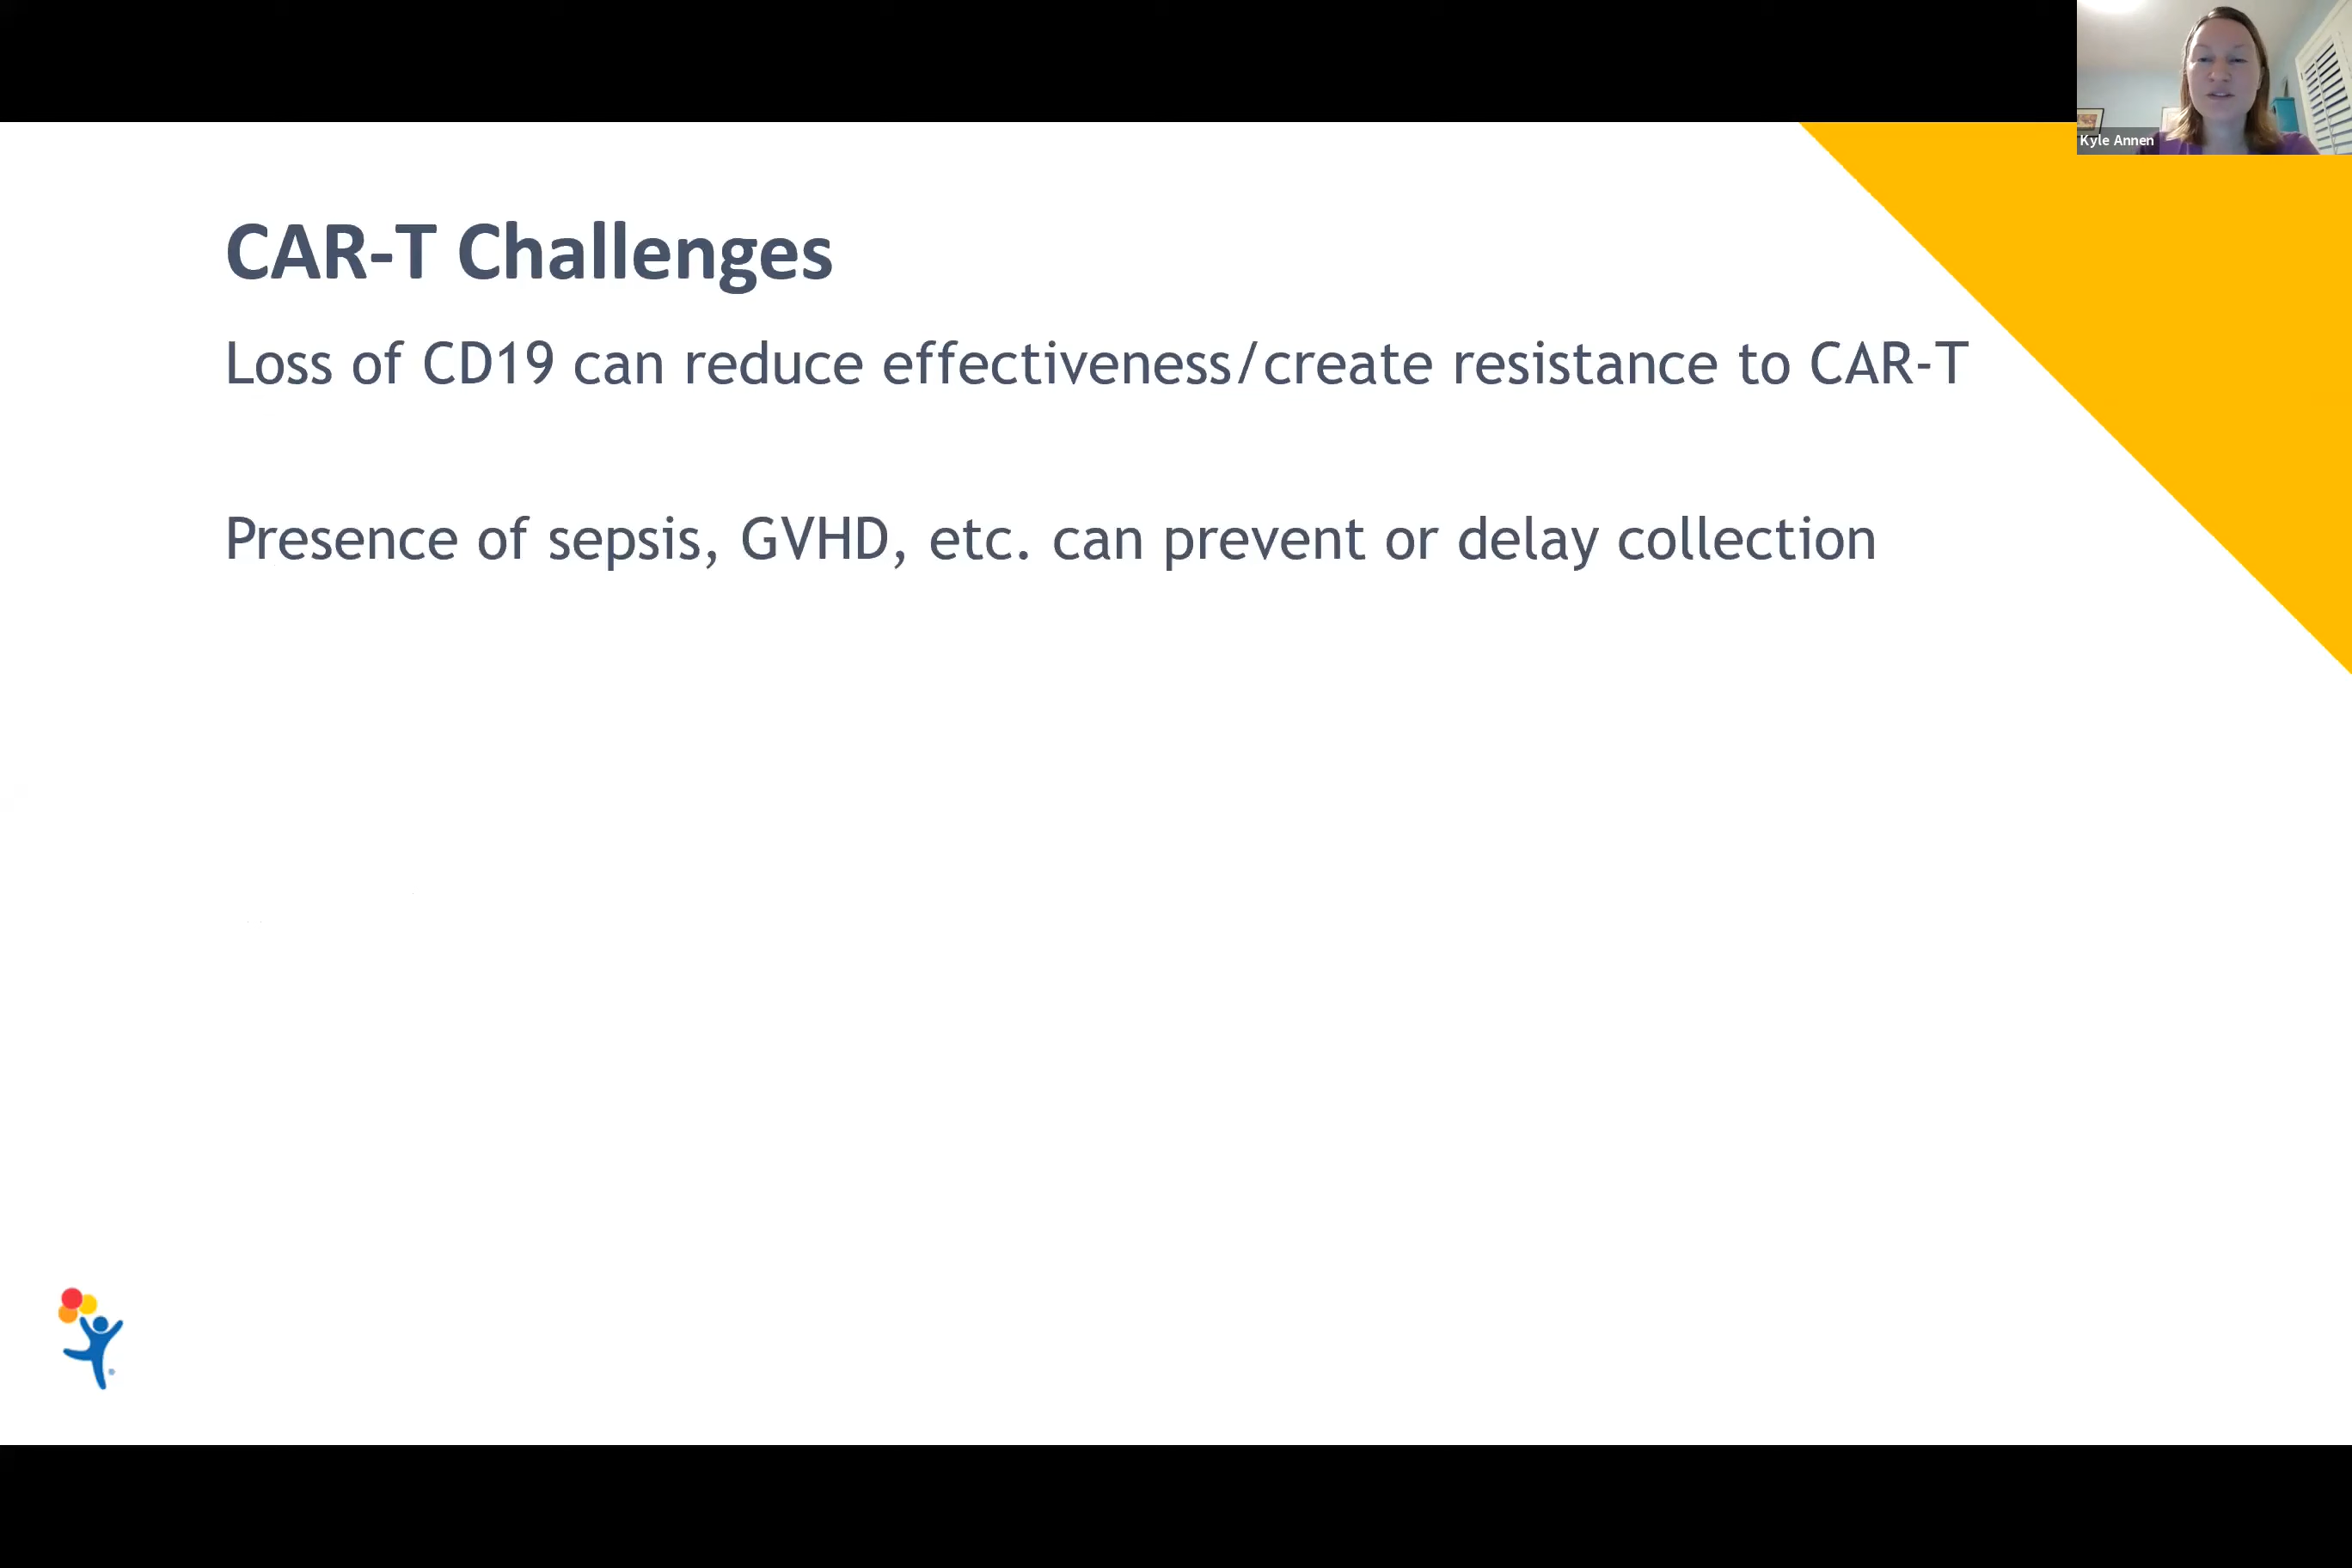 Kyle Annen
CAR-T Challenges
Loss of CD19 can reduce effectiveness/create resistance to CAR-T
Presence of sepsis, GVHD, etc. can prevent or delay collection
®